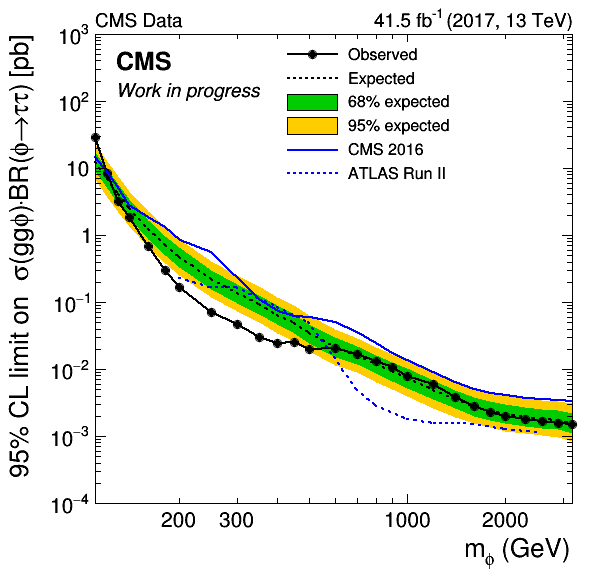 CMS Data 41.5 fb⁻¹ (2017, 13 TeV)
CMS
Work in progress
Observed
Expected
68% expected
95% expected
CMS 2016
ATLAS Run II
95% CL limit on σ(ggϕ)·BR(ϕ→ττ) [pb]
10³
10²
10
1
10⁻¹
10⁻²
10⁻³
10⁻⁴
200 300 1000 2000
m_ϕ (GeV)